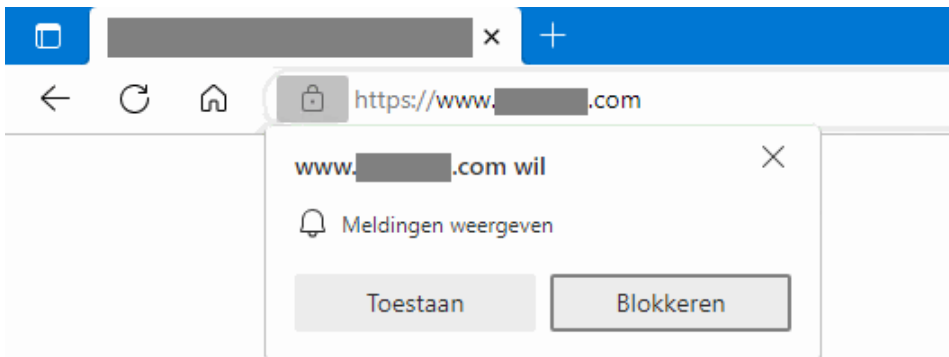 https://www. .com
www. .com wil
Meldingen weergeven
Toestaan
Blokkeren